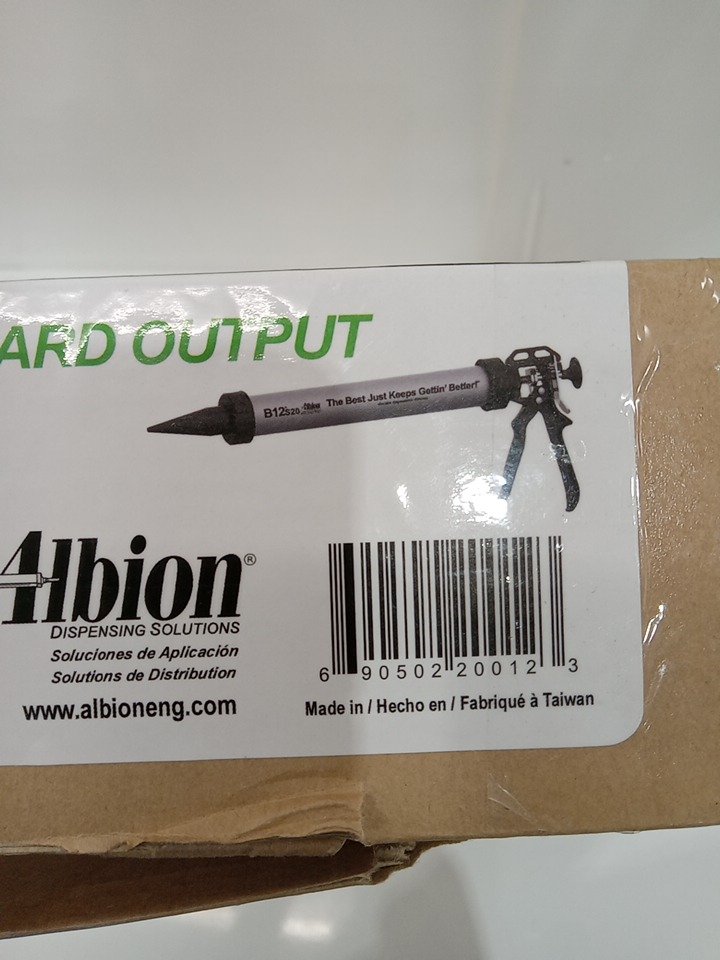 ARD OUTPUT
B12S20 Albion The Best Just Keeps Gettin' Better!
Albion®
DISPENSING SOLUTIONS
Soluciones de Aplicación
Solutions de Distribution
www.albioneng.com
6 90502 20012 3
Made in / Hecho en / Fabriqué à Taiwan